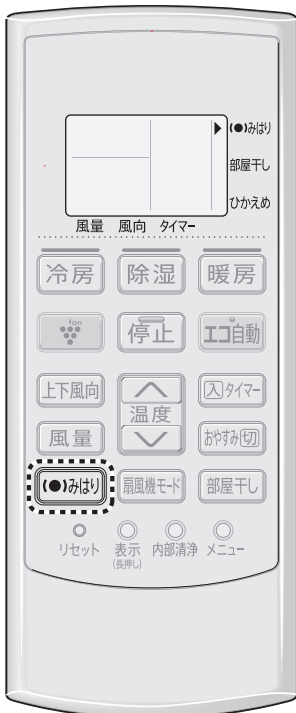 (●)みはり
部屋干し
ひかえめ
風量 風向 タイマー
冷房 除湿 暖房
Ion 停止 エコ自動
上下風向 温度 入タイマー
風量 おやすみ切
(●)みはり 扇風機モード 部屋干し
リセット 表示 内部清浄 メニュー
(長押し)